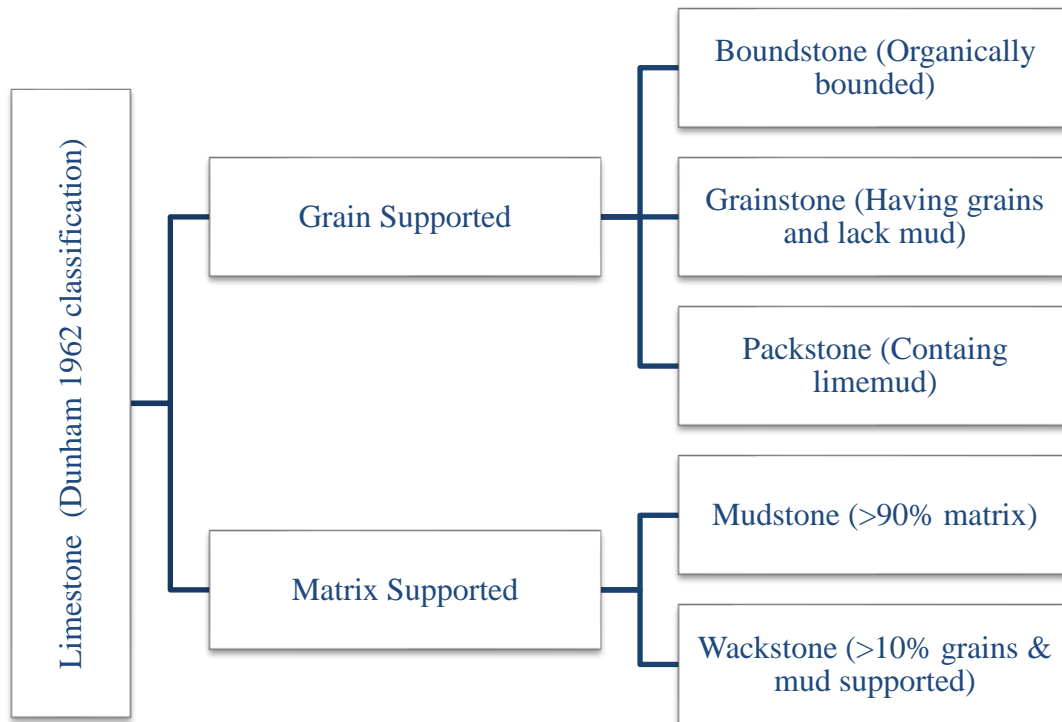 Limestone (Dunham 1962 classification)
Grain Supported
Boundstone (Organically
bounded)
Grainstone (Having grains
and lack mud)
Packstone (Containg
limemud)
Matrix Supported
Mudstone (>90% matrix)
Wackstone (>10% grains &
mud supported)